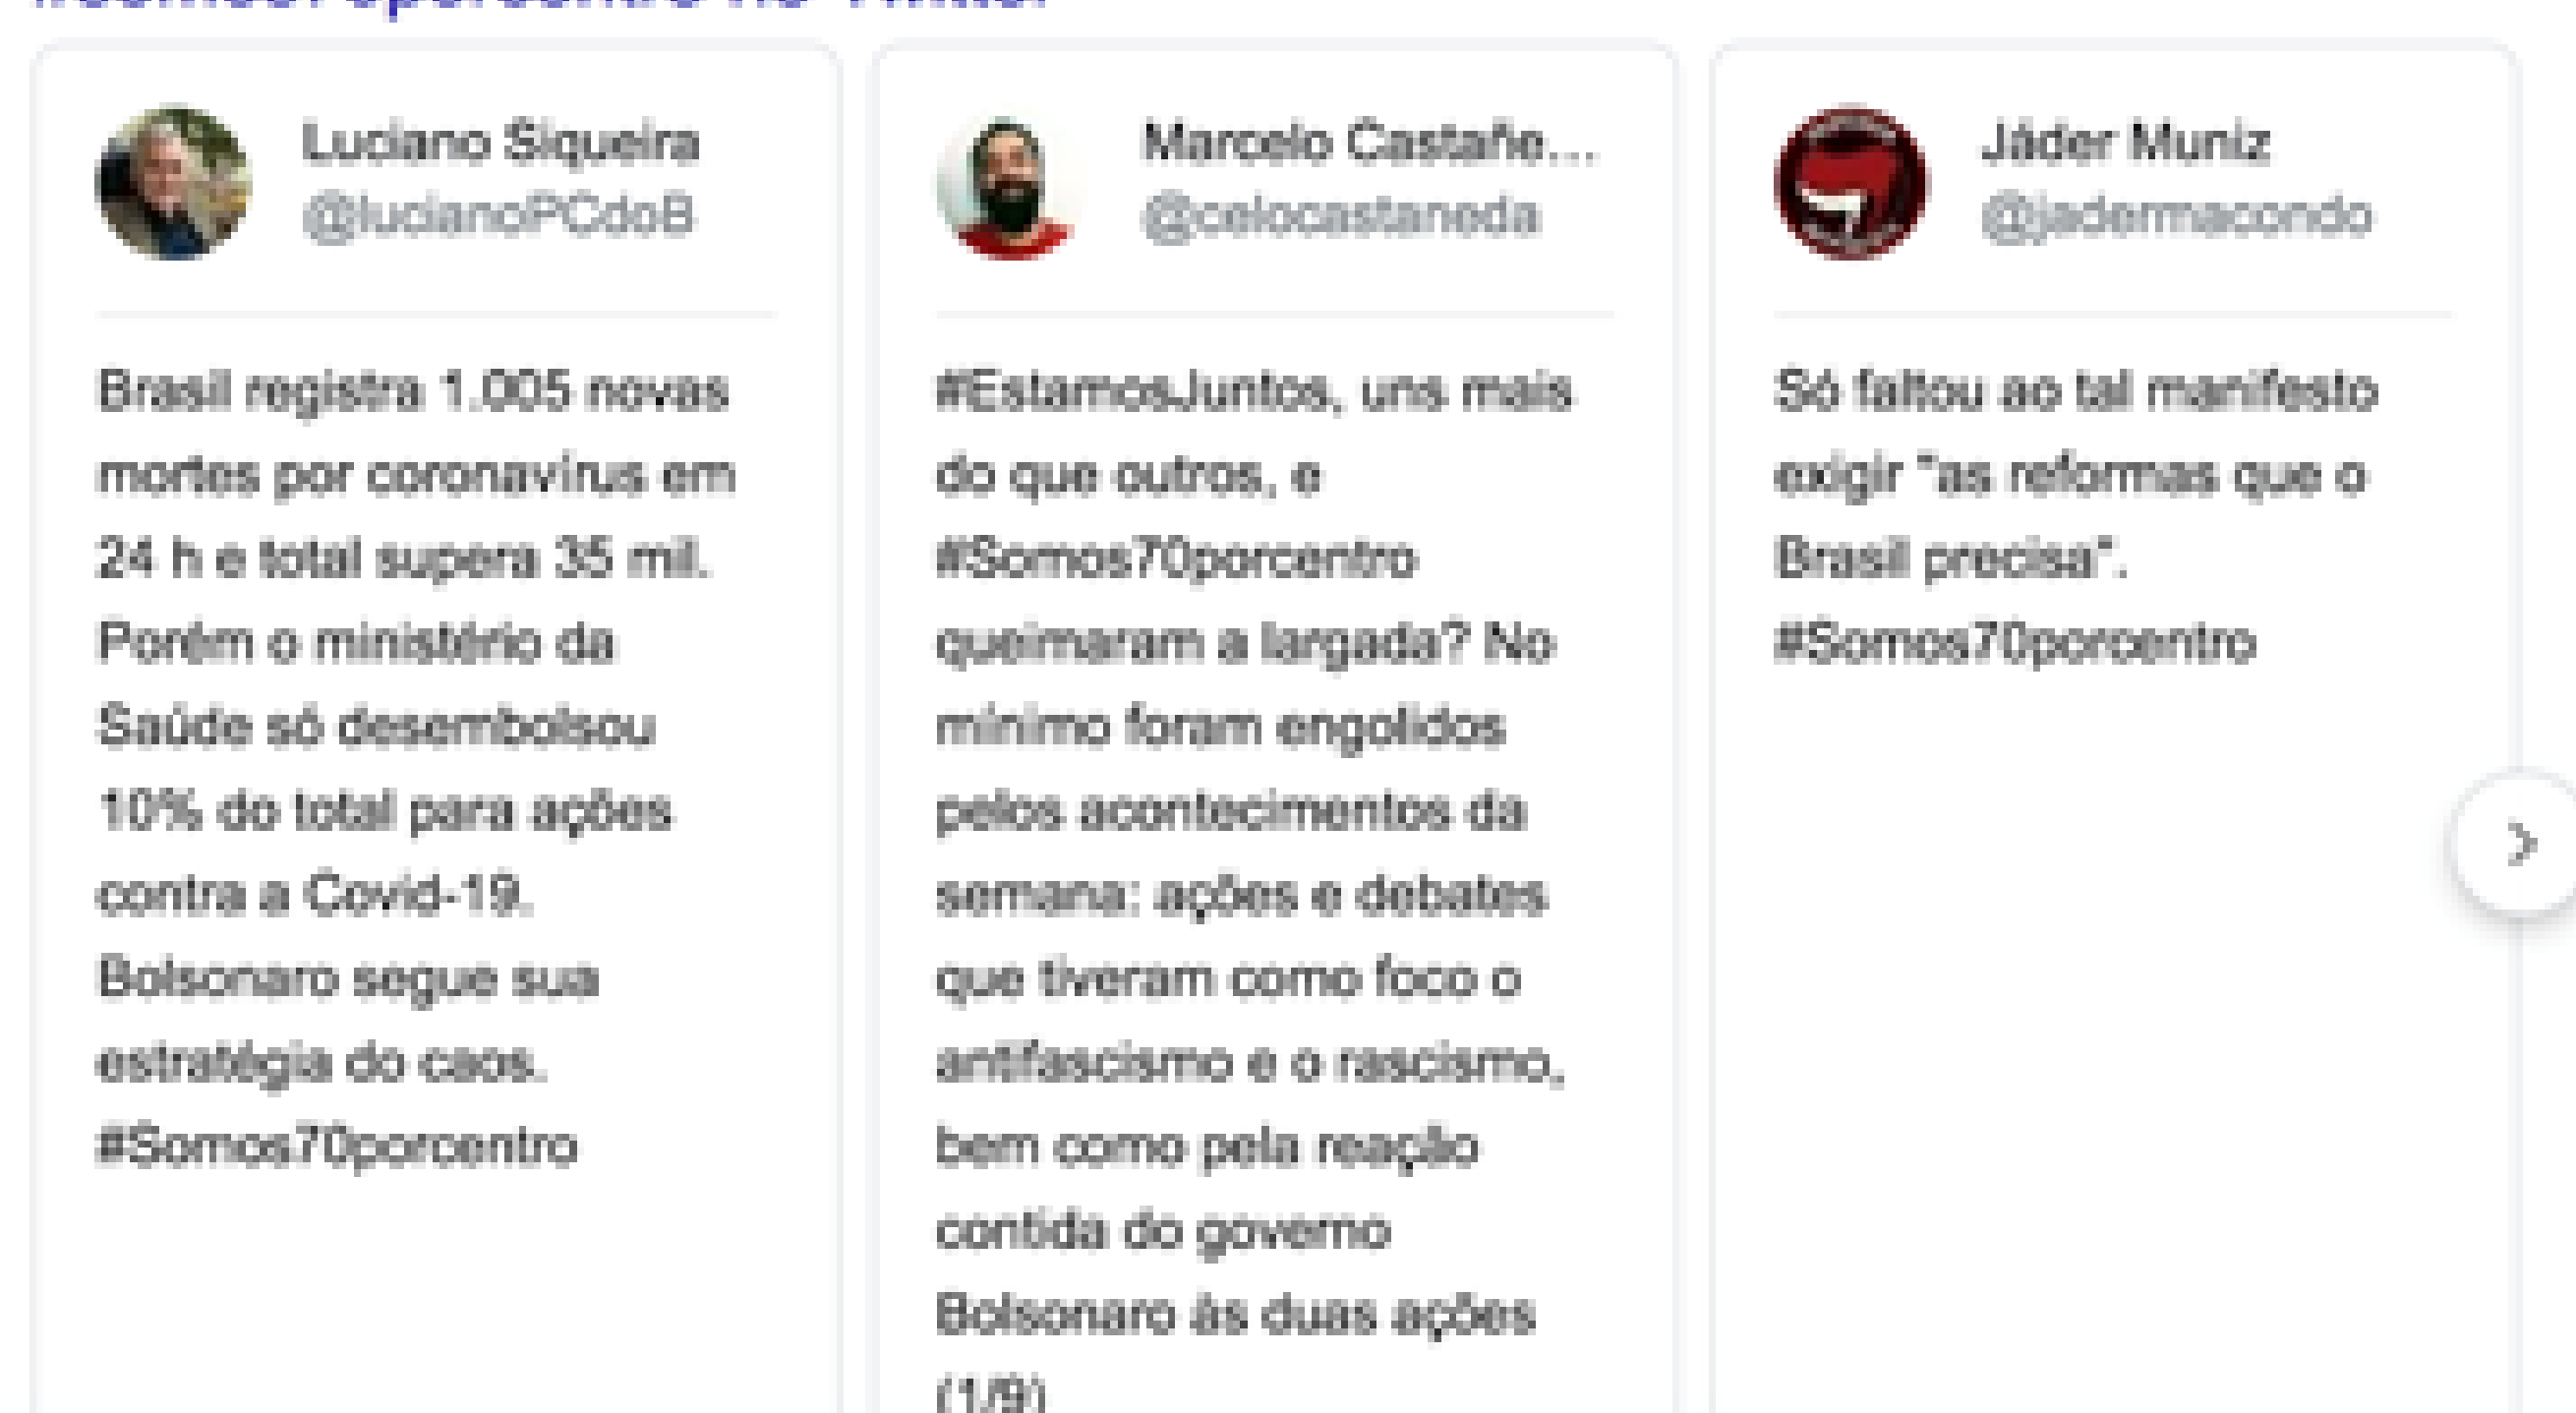 Luciano Siqueira
@lucianoPCdoB
Brasil registra 1.005 novas
mortes por coronavírus em
24 h e total supera 35 mil.
Porém o ministério da
Saúde só desembolsou
10% do total para ações
contra a Covid-19.
Bolsonaro segue sua
estratégia do caos.
#Somos70porcentro
Marcelo Castañe...
@celocastaneda
#EstamosJuntos, uns mais
do que outros, e
#Somos70porcentro
queimaram a largada? No
mínimo foram engolidos
pelos acontecimentos da
semana: ações e debates
que tiveram como foco o
antifascismo e o rascismo,
bem como pela reação
contida do governo
Bolsonaro às duas ações
(1/9)
Jáder Muniz
@jadermacondo
Só faltou ao tal manifesto
exigir "as reformas que o
Brasil precisa".
#Somos70porcentro